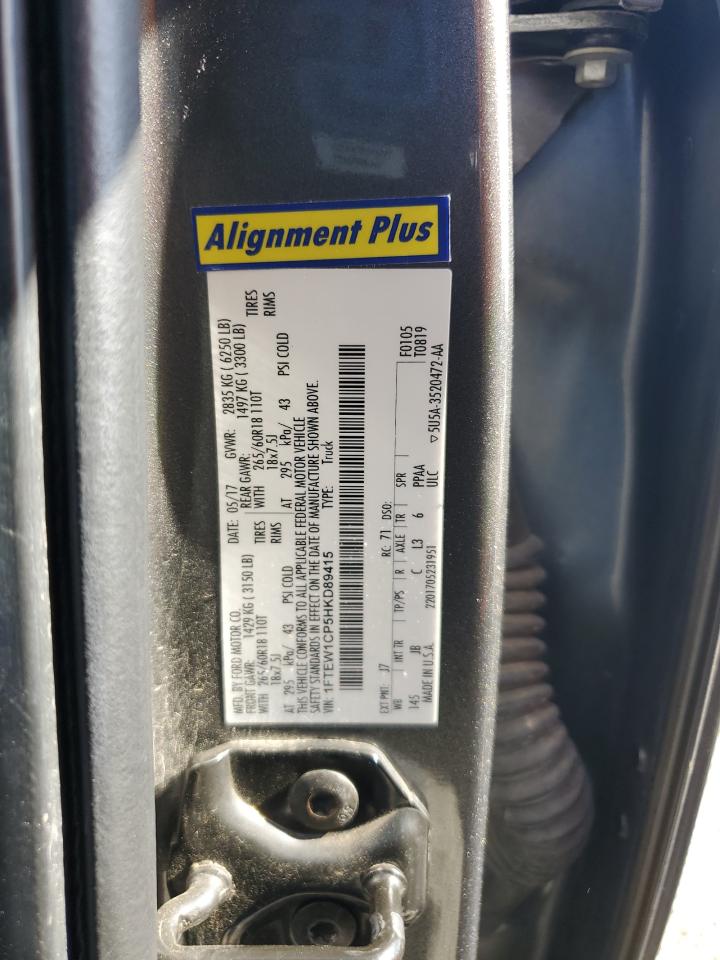 Alignment Plus
MFG. BY FORD MOTOR CO.
DATE: 05/17 GVWR: 2835 KG ( 6250 LB)
FRONT GAWR: 1429 KG ( 3150 LB) REAR GAWR: 1497 KG ( 3300 LB)
WITH 265/60R18 110T TIRES WITH 265/60R18 110T TIRES
18x7.5J RIMS 18x7.5J RIMS
AT 295 kPa/ 43 PSI COLD AT 295 kPa/ 43 PSI COLD
THIS VEHICLE CONFORMS TO ALL APPLICABLE FEDERAL MOTOR VEHICLE
SAFETY STANDARDS IN EFFECT ON THE DATE OF MANUFACTURE SHOWN ABOVE.
VIN: 1FTEW1CP5HKD89415 TYPE: Truck
EXT PNT: J7 RC: 71 DSO: F0105
WB INT TR TP/PS R AXLE TR SPR T0819
145 JB C L3 6 PPAA
MADE IN U.S.A. 2201705231951 ULC ▽5U5A-3520472-AA